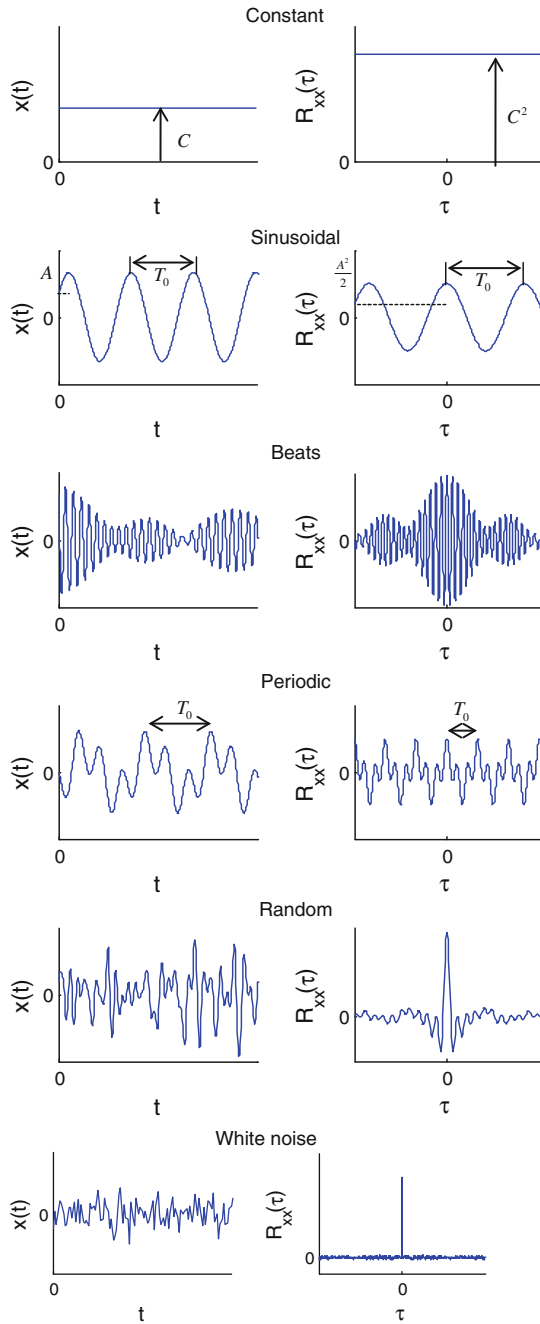 Constant
x(t)
C
0
0
t
R_xx(τ)
C²
0
0
τ
Sinusoidal
A
T₀
x(t)
0
0
t
A²/2
T₀
R_xx(τ)
0
0
τ
Beats
x(t)
0
0
t
R_xx(τ)
0
0
τ
Periodic
T₀
x(t)
0
0
t
T₀
R_xx(τ)
0
0
τ
Random
x(t)
0
0
t
R_xx(τ)
0
0
τ
White noise
x(t)
0
0
t
R_xx(τ)
0
0
τ